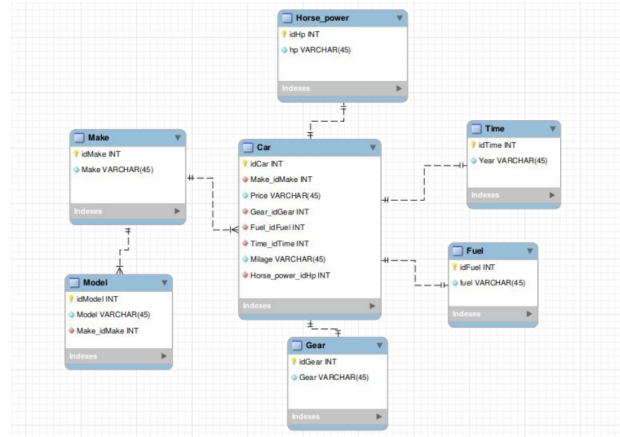 Horse_power
idHp INT
hp VARCHAR(45)
Indexes
Make
idMake INT
Make VARCHAR(45)
Indexes
Car
idCar INT
Make_idMake INT
Price VARCHAR(45)
Gear_idGear INT
Fuel_idFuel INT
Time_idTime INT
Milage VARCHAR(45)
Horse_power_idHp INT
Indexes
Time
idTime INT
Year VARCHAR(45)
Indexes
Model
idModel INT
Model VARCHAR(45)
Make_idMake INT
Indexes
Fuel
idFuel INT
fuel VARCHAR(45)
Indexes
Gear
idGear INT
Gear VARCHAR(45)
Indexes